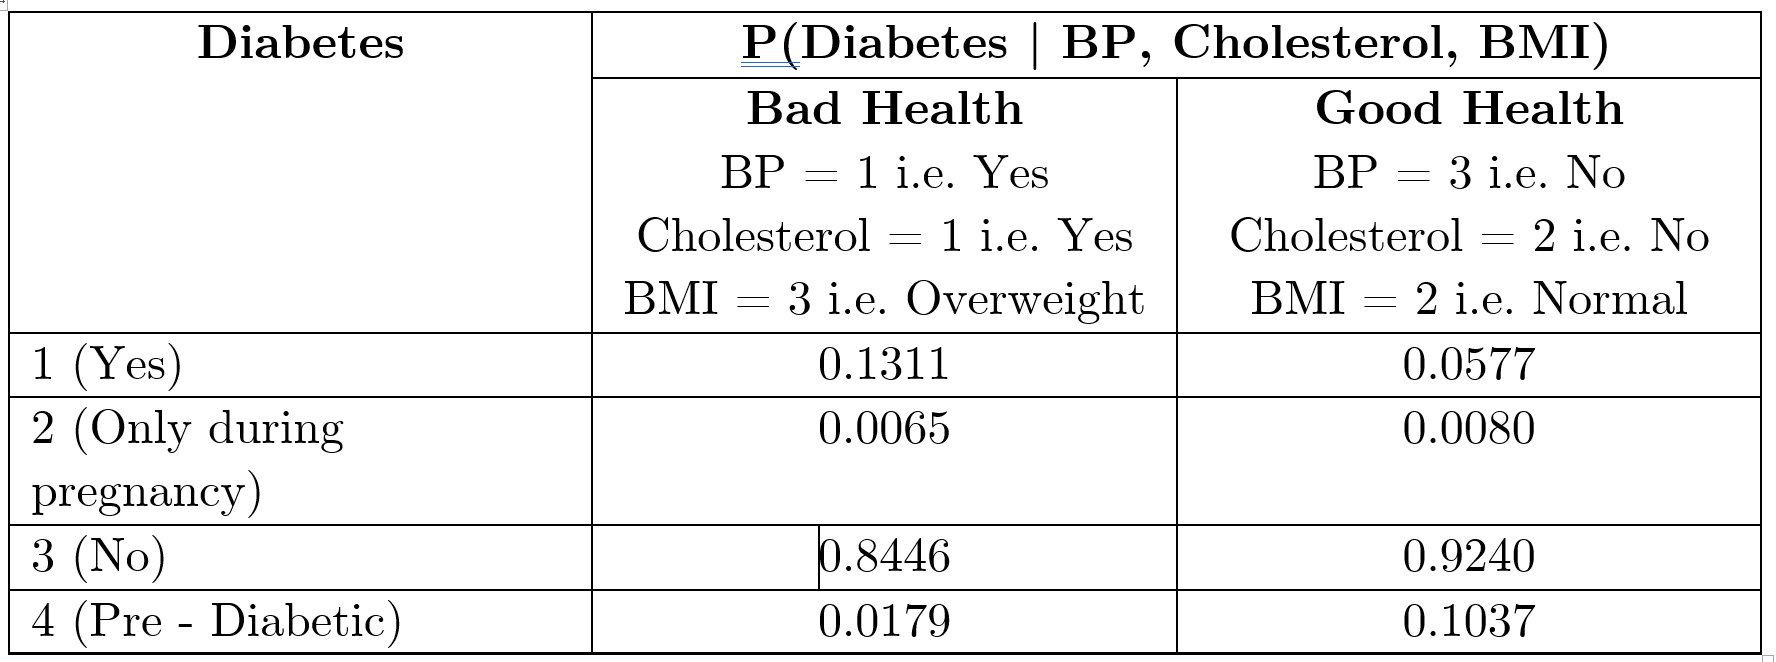 Diabetes P(Diabetes | BP, Cholesterol, BMI)
Bad Health Good Health
BP = 1 i.e. Yes BP = 3 i.e. No
Cholesterol = 1 i.e. Yes Cholesterol = 2 i.e. No
BMI = 3 i.e. Overweight BMI = 2 i.e. Normal
1 (Yes) 0.1311 0.0577
2 (Only during 0.0065 0.0080
pregnancy)
3 (No) 0.8446 0.9240
4 (Pre - Diabetic) 0.0179 0.1037